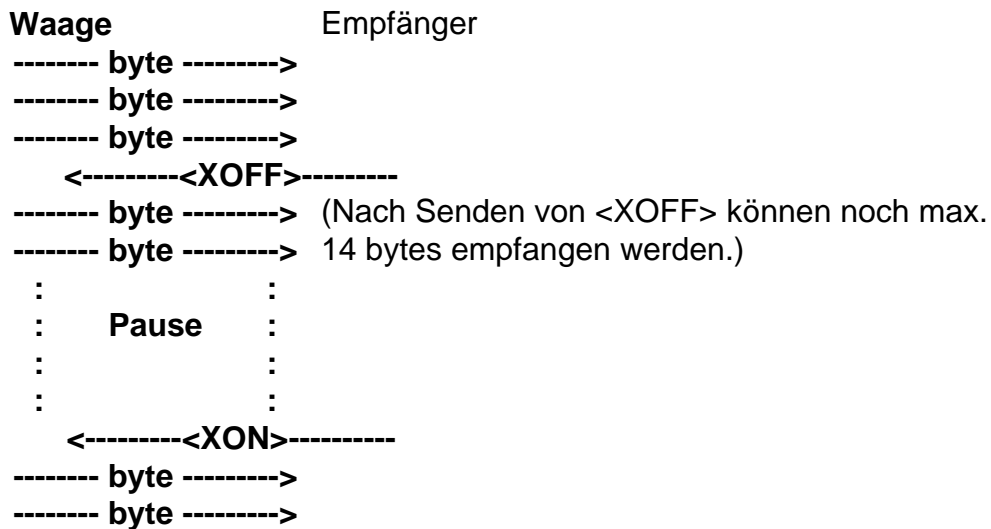 Waage Empfänger
-------- byte --------->
-------- byte --------->
-------- byte --------->
<---------<XOFF>---------
-------- byte ---------> (Nach Senden von <XOFF> können noch max.
-------- byte ---------> 14 bytes empfangen werden.)
: :
: Pause :
: :
: :
<---------<XON>----------
-------- byte --------->
-------- byte --------->